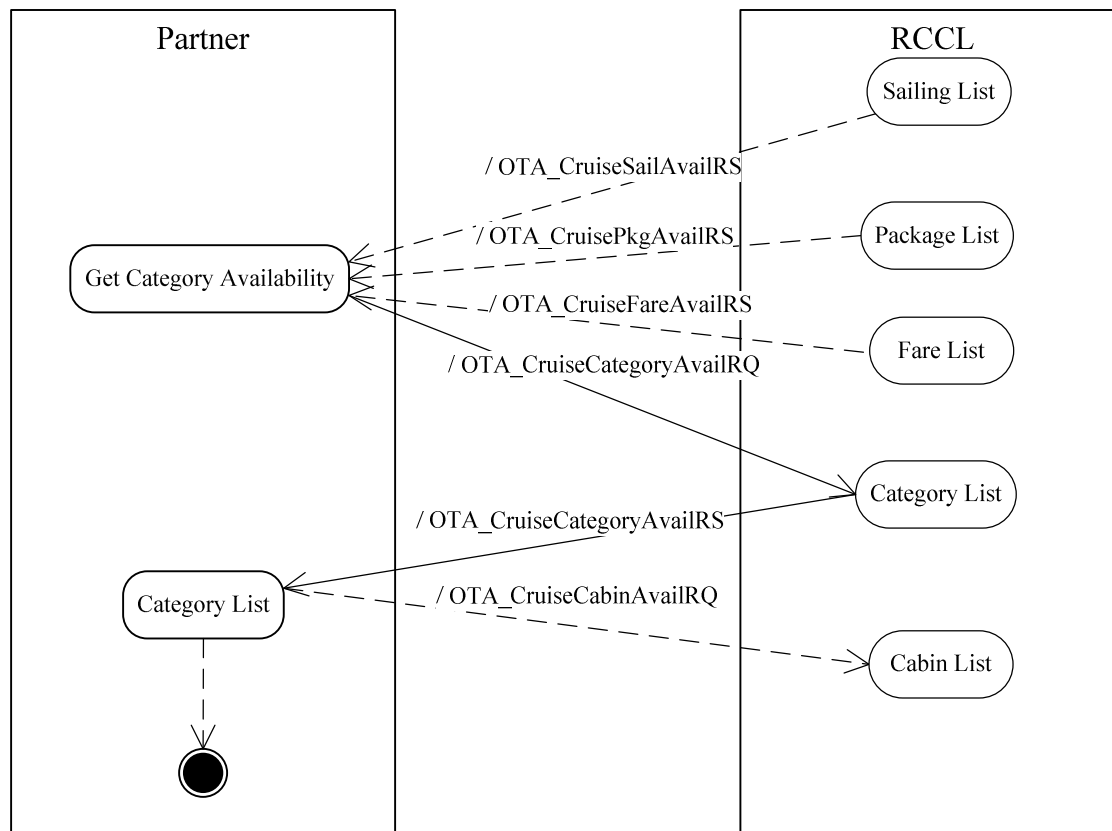 Partner
RCCL
Sailing List
/ OTA_CruiseSailAvailRS
/ OTA_CruisePkgAvailRS
Package List
Get Category Availability
/ OTA_CruiseFareAvailRS
Fare List
/ OTA_CruiseCategoryAvailRQ
Category List
/ OTA_CruiseCategoryAvailRS
Category List
/ OTA_CruiseCabinAvailRQ
Cabin List